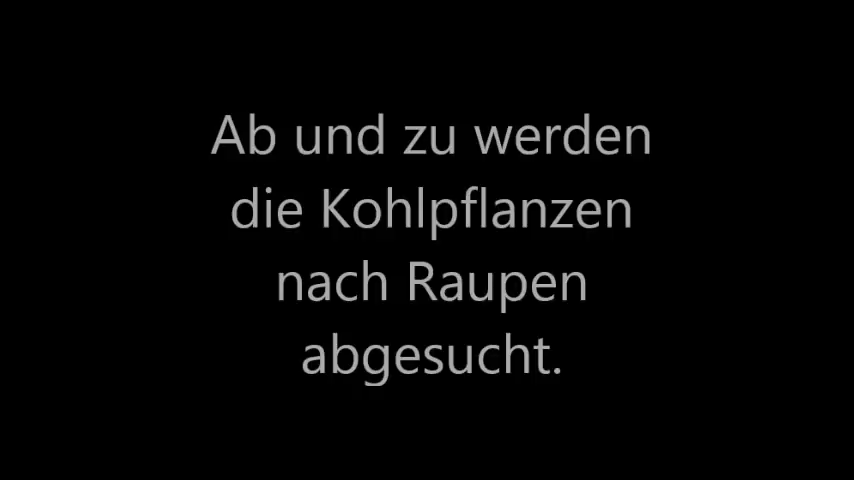 Ab und zu werden
die Kohlpflanzen
nach Raupen
abgesucht.